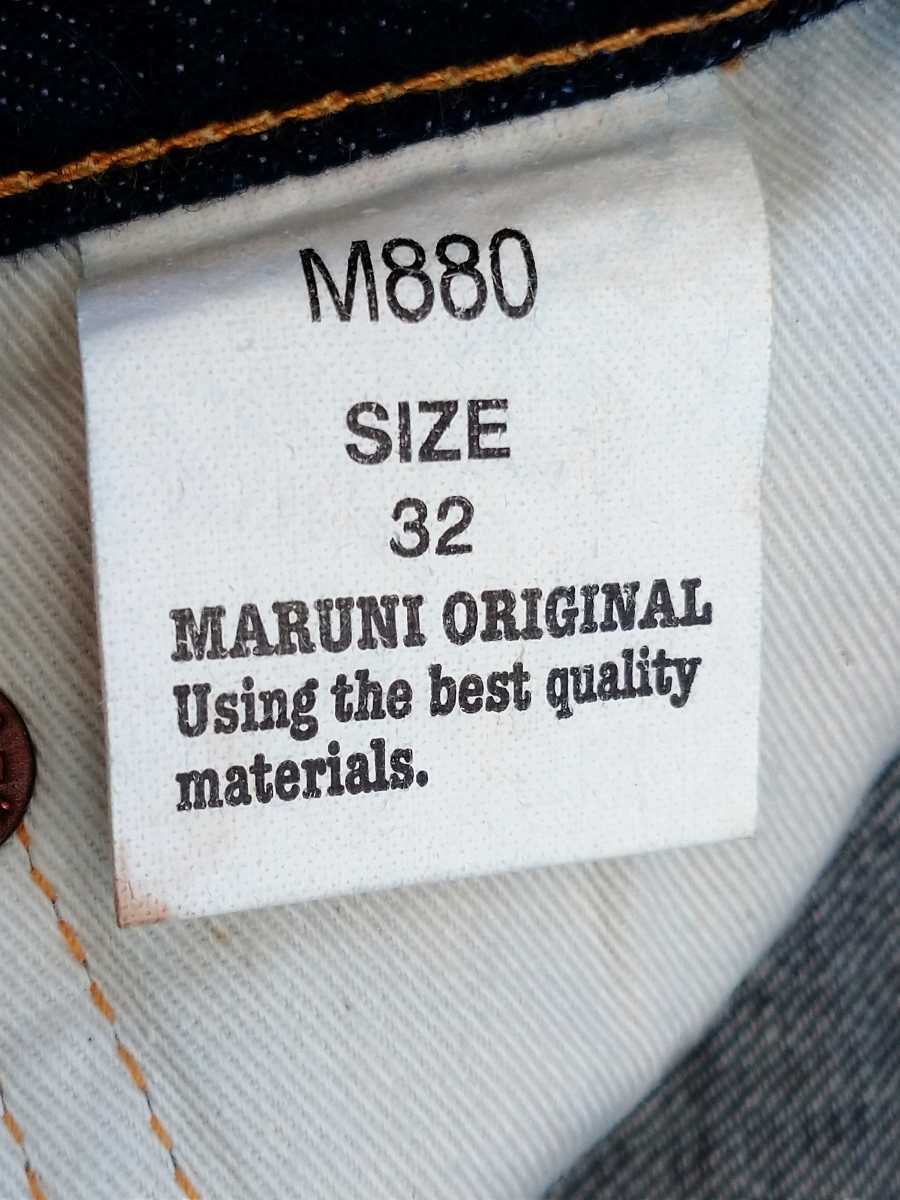 M880
SIZE
32
MARUNI ORIGINAL
Using the best quality
materials.